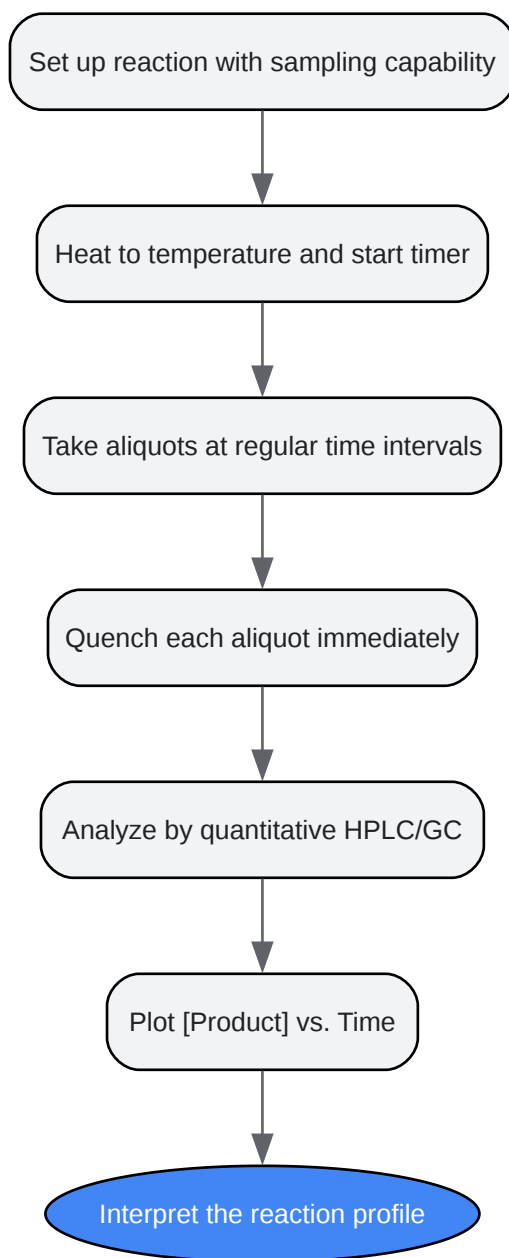 Set up reaction with sampling capability
Heat to temperature and start timer
Take aliquots at regular time intervals
Quench each aliquot immediately
Analyze by quantitative HPLC/GC
Plot [Product] vs. Time
Interpret the reaction profile